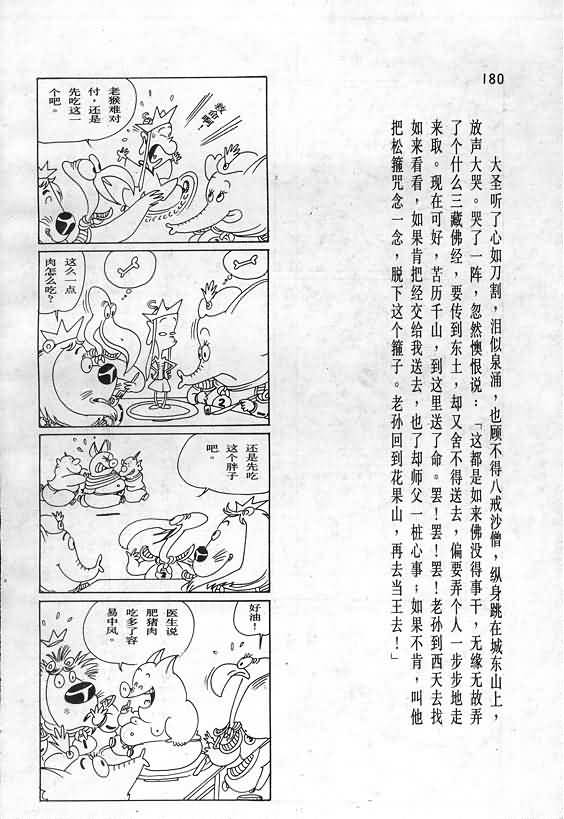 180
大圣听了心如刀割，泪似泉涌，也顾不得八戒沙僧，纵身跳在城东山上，
放声大哭。哭了一阵，忽然懊恨说：「这都是如来佛没得事干，无缘无故弄
了个什么三藏佛经，要传到东土，却又舍不得送去，偏要弄个人一步步地走
来取。现在可好，苦历千山，到这里送了命。罢！罢！罢！老孙到西天去找
如来看看，如果肯把经交给我送去，也了却师父一桩心事；如果不肯，叫他
把松箍咒念一念，脱下这个箍子。老孙回到花果山，再去当王去！」
救命啊！
老猴难对
付，还是
先吃这一
个吧。
这么一点
肉怎么吃？
还是先吃
这个胖子
吧。
好油！
医生说
肥猪肉
吃多了容
易中风。